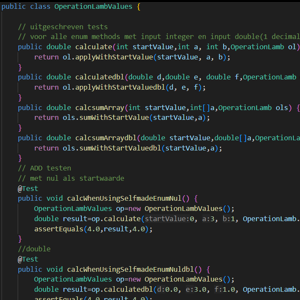 public class OperationLambValues {
// uitgeschreven tests
// voor alle enum methods met input integer en input double(1 decimal
public double calculate(int startValue,int a, int b,OperationLamb ol)
return ol.applyWithStartValue(startValue, a, b);
}
public double calculatedbl(double d,double e, double f,OperationLamb
return ol.applyWithStartValuedbl(d, e, f);
}
public double calcsumArray(int startValue,int[]a,OperationLamb ols) {
return ols.sumWithStartValue(startValue,a);
}
public double calcsumArraydbl(double startValue,double[]a,OperationLa
return ols.sumWithStartValuedbl(startValue,a);
}
// ADD testen
// met nul als startwaarde
@Test
public void calcWhenUsingSelfmadeEnumNul() {
OperationLambValues op=new OperationLambValues();
double result=op.calculate(startValue:0, a:3, b:1, OperationLamb.
assertEquals(4.0,result,4.0);
}
//double
@Test
public void calcWhenUsingSelfmadeEnumNuldbl() {
OperationLambValues op=new OperationLambValues();
double result=op.calculatedbl(d:0.0, e:3.0, f:1.0, OperationLamb.
assertEquals(4.0,result,4.0);